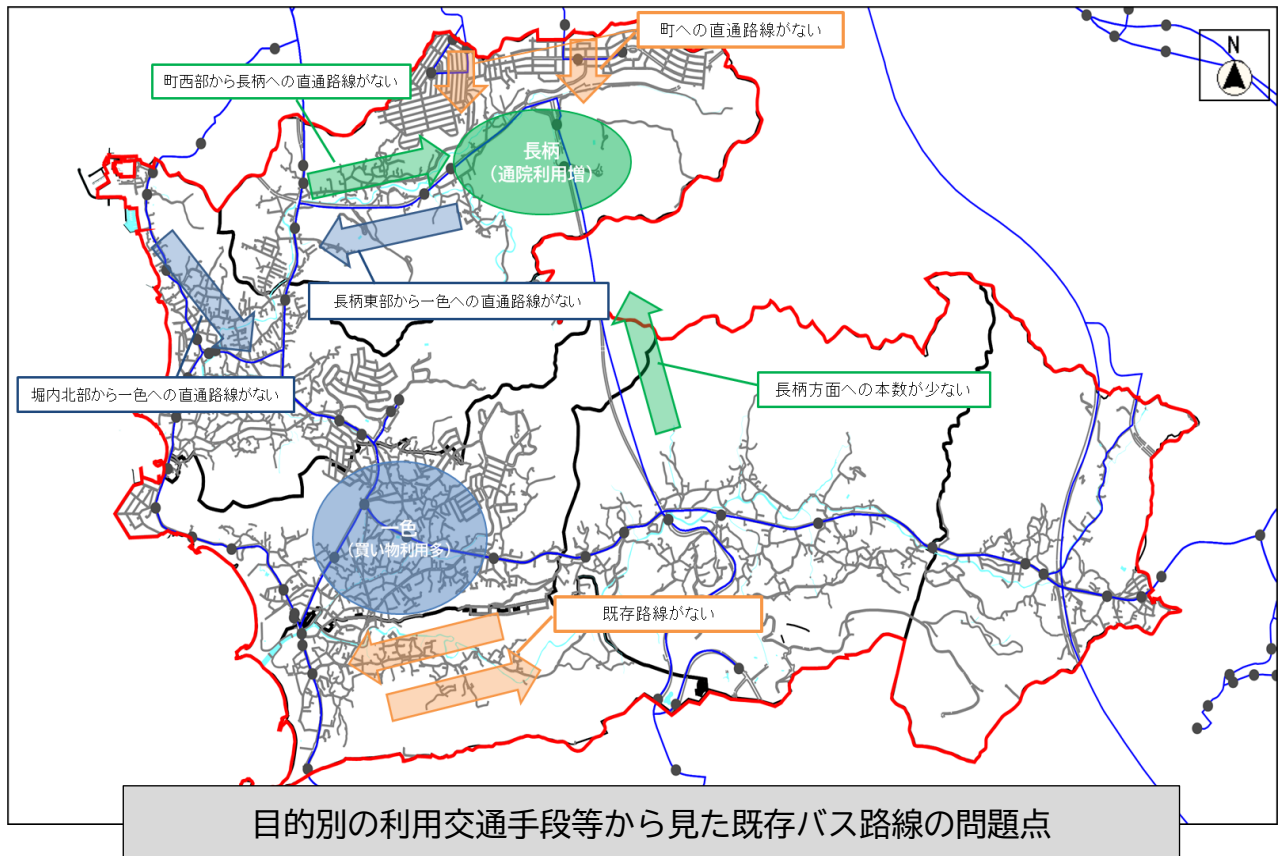 町への直通路線がない
N
町西部から長柄への直通路線がない
長柄
（通院利用増）
長柄東部から一色への直通路線がない
堀内北部から一色への直通路線がない
長柄方面への本数が少ない
一色
（買い物利用多）
既存路線がない
目的別の利用交通手段等から見た既存バス路線の問題点